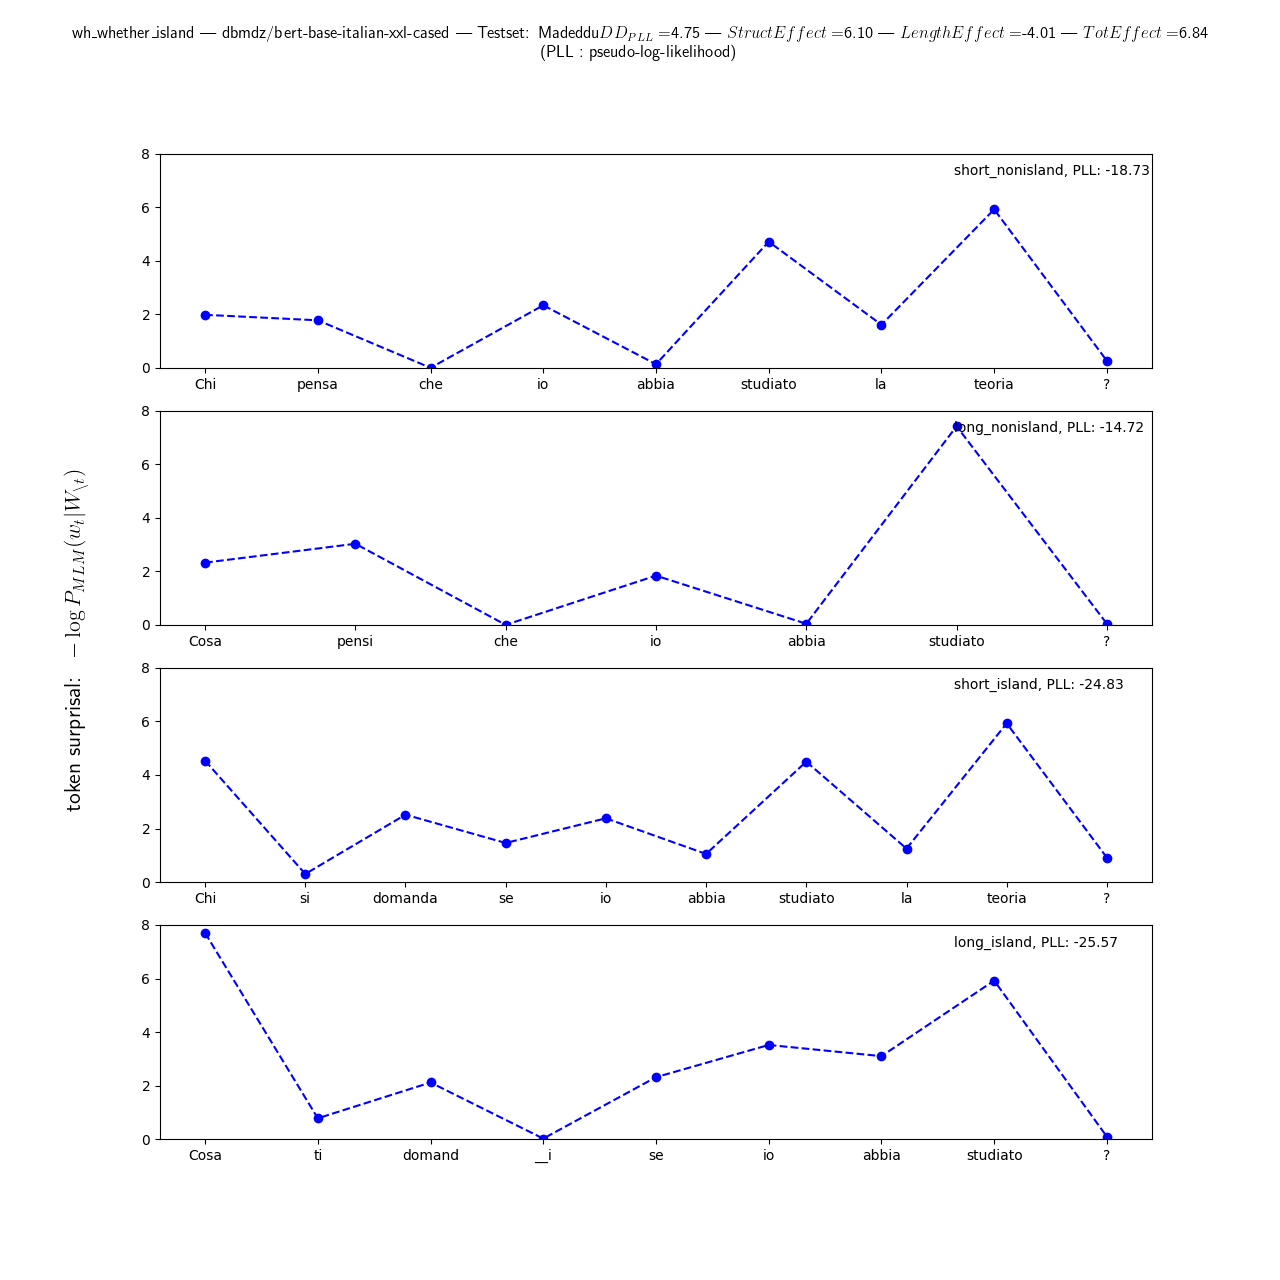 wh_whether_island — dbmdz/bert-base-italian-xxl-cased — Testset: Madeddu DD_{PLL} =4.75 — StructEffect =6.10 — LengthEffect =-4.01 — TotEffect =6.84
(PLL : pseudo-log-likelihood)
token surprisal: − log P_{MLM}(w_t|W_{\t})
8
6
4
2
0
short_nonisland, PLL: -18.73
Chi pensa che io abbia studiato la teoria ?
8
6
4
2
0
long_nonisland, PLL: -14.72
Cosa pensi che io abbia studiato ?
8
6
4
2
0
short_island, PLL: -24.83
Chi si domanda se io abbia studiato la teoria ?
8
6
4
2
0
long_island, PLL: -25.57
Cosa ti domand __i se io abbia studiato ?